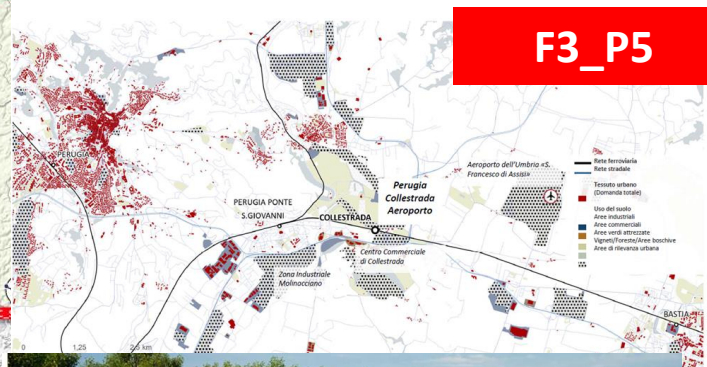 F3_P5
Aeroporto dell'Umbria «S.
Francesco di Assisi»
Rete ferroviaria
Rete stradale
Tessuto urbano
(Domanda totale)
Uso del suolo
Aree industriali
Aree commerciali
Aree verdi attrezzate
Vigneti/Foreste/Aree boschive
Aree di rilevanza urbana
PERUGIA
Perugia
Collestrada
Aeroporto
PERUGIA PONTE
S.GIOVANNI
COLLESTRADA
Centro Commerciale
di Collestrada
Zona Industriale
Molinaccio
BASTIA
0 1,25 2,5 km